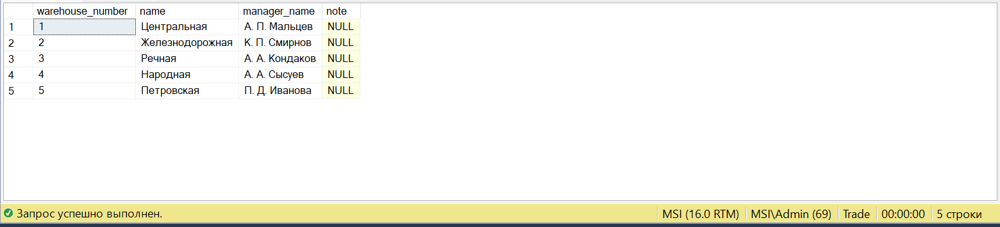 warehouse_number name manager_name note
1 1 Центральная А. П. Мальцев NULL
2 2 Железнодорожная К. П. Смирнов NULL
3 3 Речная А. А. Кондаков NULL
4 4 Народная А. А. Сысуев NULL
5 5 Петровская П. Д. Иванова NULL
Запрос успешно выполнен. MSI (16.0 RTM) MSI\Admin (69) Trade 00:00:00 5 строки